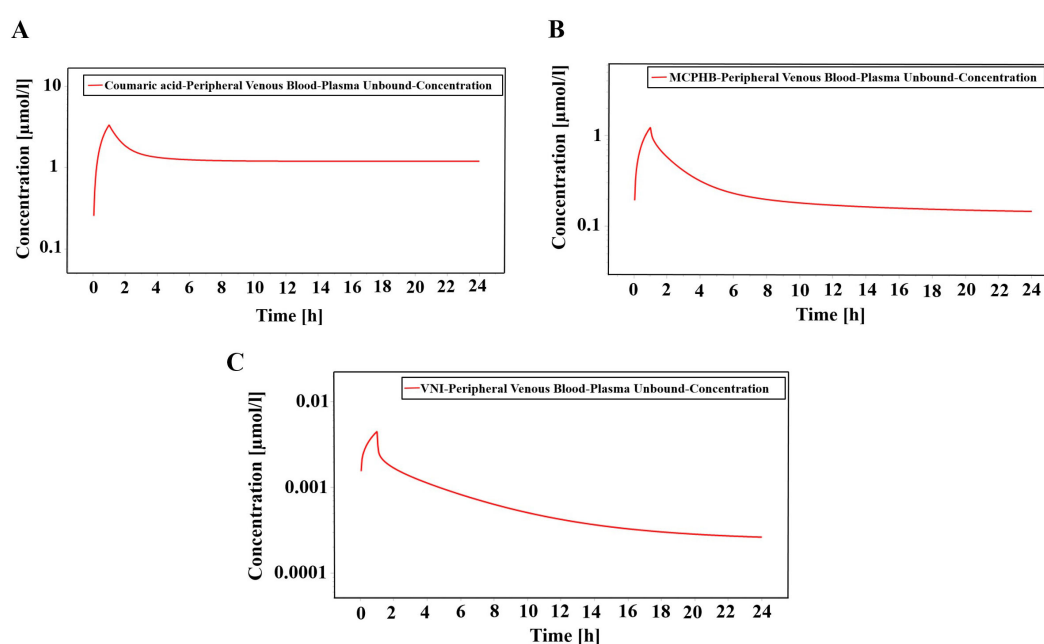 A
Coumaric acid-Peripheral Venous Blood-Plasma Unbound-Concentration
Concentration [µmol/l]
10
1
0.1
0 2 4 6 8 10 12 14 16 18 20 22 24
Time [h]
B
MCPHB-Peripheral Venous Blood-Plasma Unbound-Concentration
Concentration [µmol/l]
1
0.1
0 2 4 6 8 10 12 14 16 18 20 22 24
Time [h]
C
VNI-Peripheral Venous Blood-Plasma Unbound-Concentration
Concentration [µmol/l]
0.01
0.001
0.0001
0 2 4 6 8 10 12 14 16 18 20 22 24
Time [h]